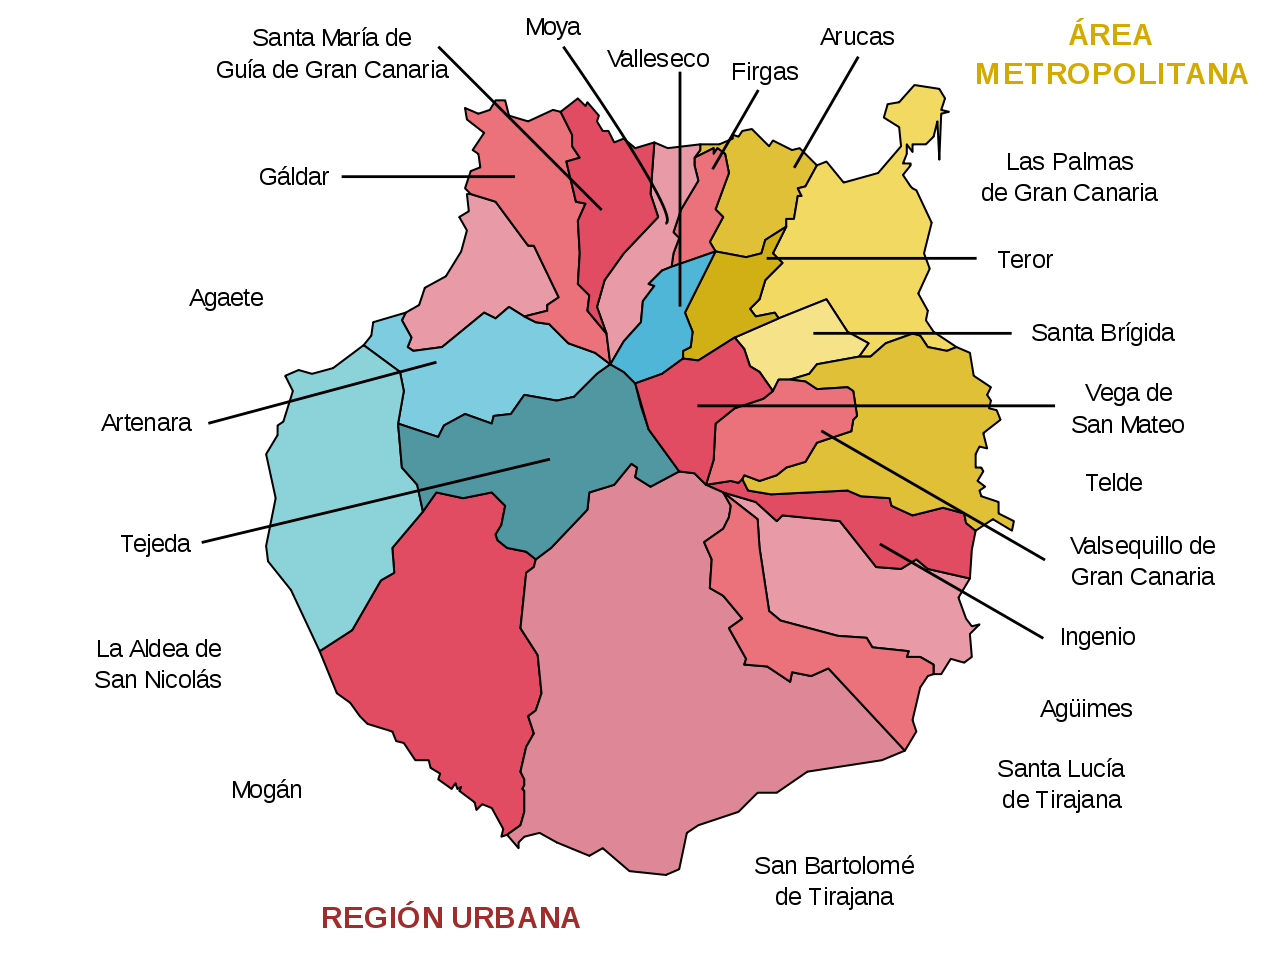 Moya
ÁREA
METROPOLITANA
Santa María de
Guía de Gran Canaria
Arucas
Valleseco
Firgas
Gáldar
Las Palmas
de Gran Canaria
Teror
Agaete
Santa Brígida
Artenara
Vega de
San Mateo
Telde
Tejeda
Valsequillo de
Gran Canaria
Ingenio
La Aldea de
San Nicolás
Agüimes
Mogán
Santa Lucía
de Tirajana
San Bartolomé
de Tirajana
REGIÓN URBANA